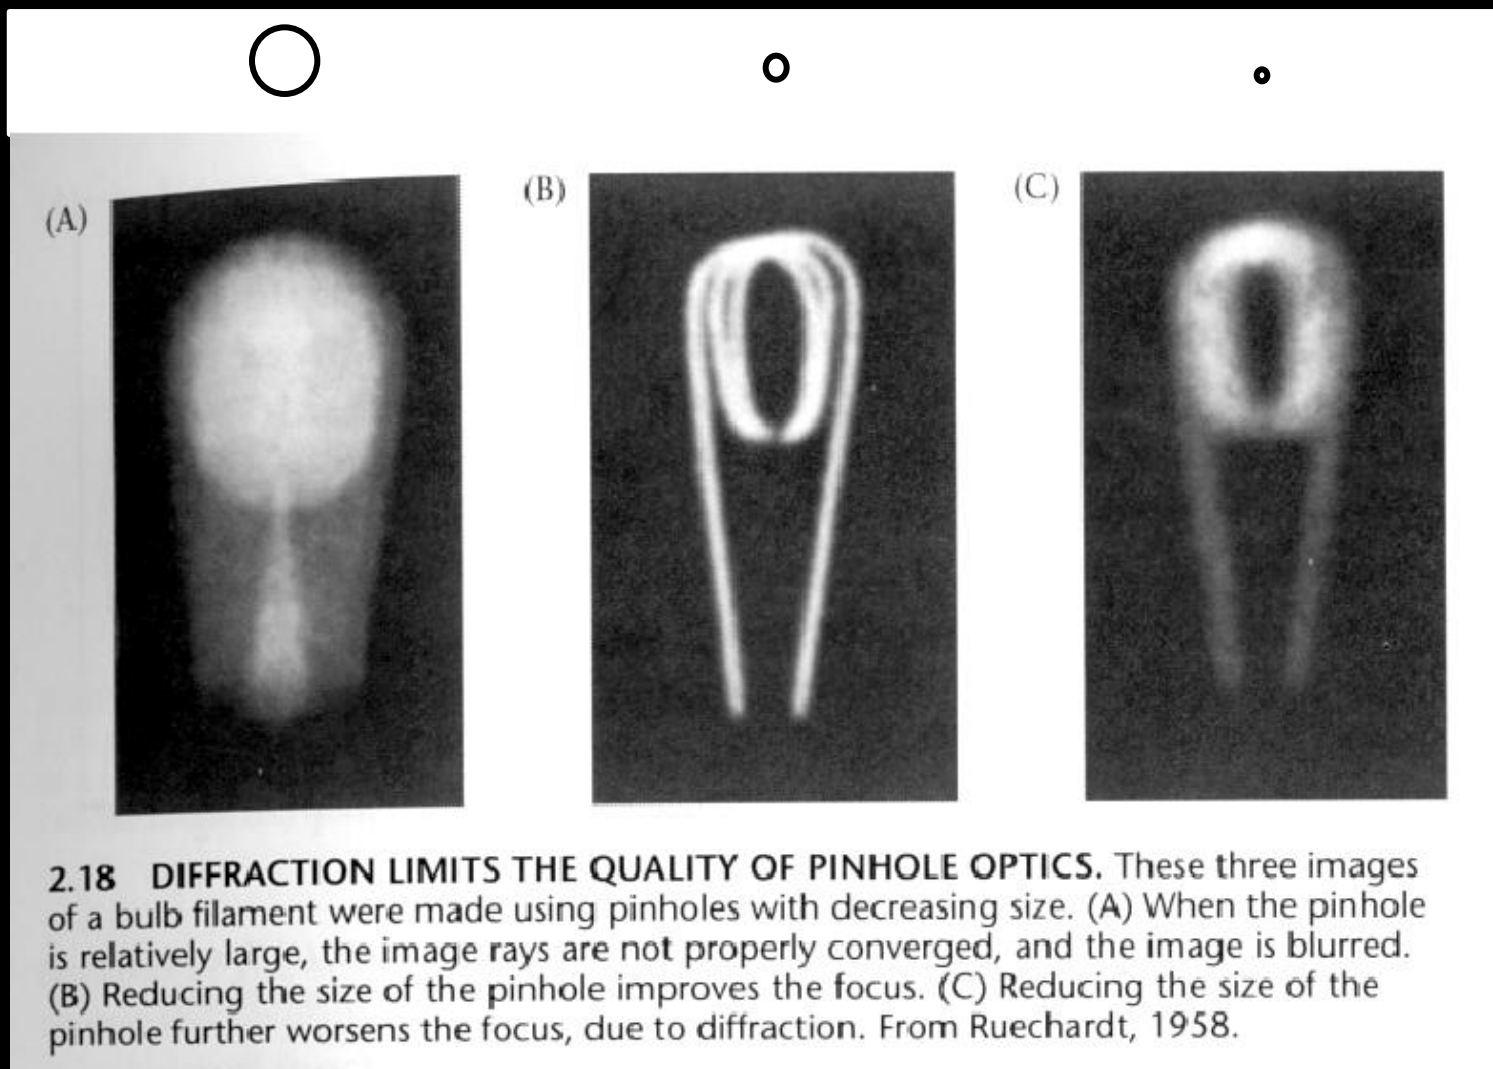 (A)
(B)
(C)
2.18 DIFFRACTION LIMITS THE QUALITY OF PINHOLE OPTICS. These three images
of a bulb filament were made using pinholes with decreasing size. (A) When the pinhole
is relatively large, the image rays are not properly converged, and the image is blurred.
(B) Reducing the size of the pinhole improves the focus. (C) Reducing the size of the
pinhole further worsens the focus, due to diffraction. From Ruechardt, 1958.